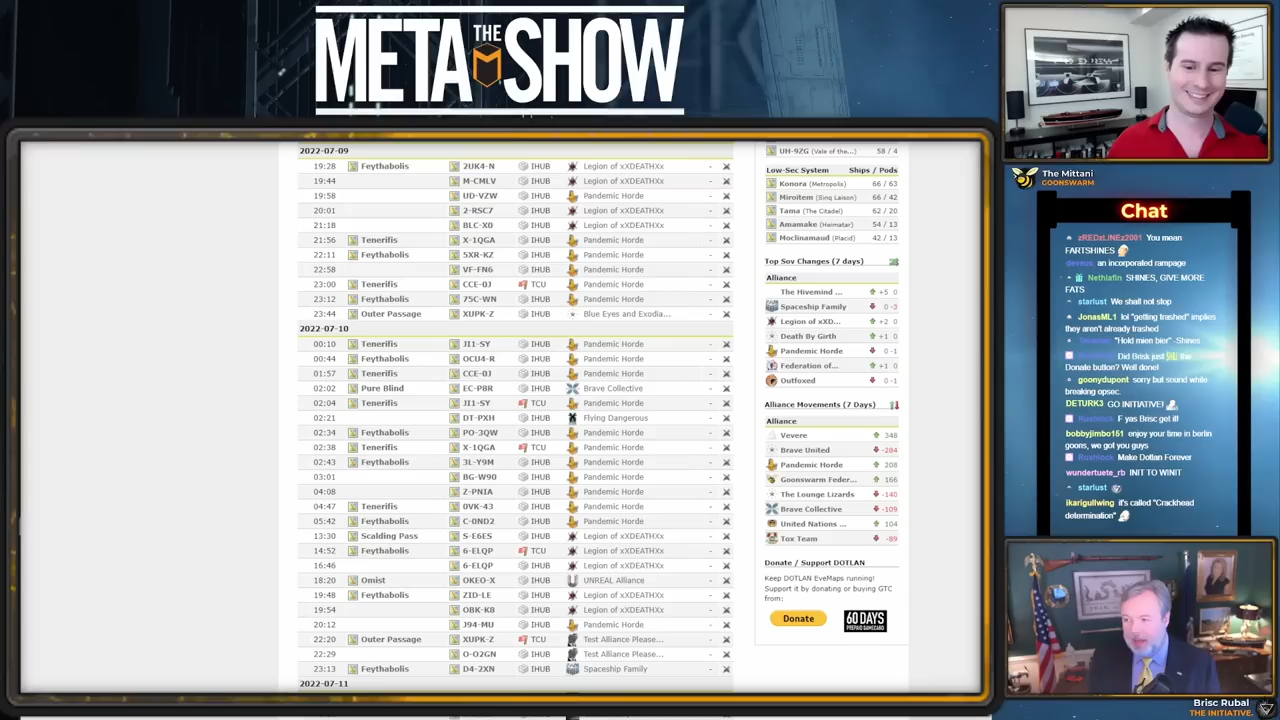 META THE SHOW
2022-07-09
19:28 Feythabolis 2UK4-N IHUB Legion of xXDEATHXx -
19:44 M-CMLV IHUB Legion of xXDEATHXx -
19:58 UD-VZW IHUB Pandemic Horde -
20:01 2-RSC7 IHUB Legion of xXDEATHXx -
21:18 BLC-X0 IHUB Legion of xXDEATHXx -
21:56 Tenerifis X-1QGA IHUB Pandemic Horde -
22:11 Feythabolis 5XR-KZ IHUB Pandemic Horde -
22:58 VF-FN6 IHUB Pandemic Horde -
23:00 Tenerifis CCE-0J TCU Pandemic Horde -
23:12 Feythabolis 75C-WN IHUB Pandemic Horde -
23:44 Outer Passage XUPK-Z IHUB Blue Eyes and Exodia... -
2022-07-10
00:10 Tenerifis JI1-SY IHUB Pandemic Horde -
00:44 Feythabolis OCU4-R IHUB Pandemic Horde -
01:57 Tenerifis CCE-0J IHUB Pandemic Horde -
02:02 Pure Blind EC-P8R IHUB Brave Collective -
02:04 Tenerifis JI1-SY TCU Pandemic Horde -
02:21 DT-PXH IHUB Flying Dangerous -
02:34 Feythabolis PO-3QW IHUB Pandemic Horde -
02:38 Tenerifis X-1QGA TCU Pandemic Horde -
02:43 Feythabolis 3L-Y9M IHUB Pandemic Horde -
03:01 BG-W90 IHUB Pandemic Horde -
04:08 Z-PNIA IHUB Pandemic Horde -
04:47 Tenerifis 0VK-43 IHUB Pandemic Horde -
05:42 Feythabolis C-0ND2 IHUB Pandemic Horde -
13:30 Scalding Pass S-E6ES IHUB Legion of xXDEATHXx -
14:52 Feythabolis 6-ELQP TCU Legion of xXDEATHXx -
16:46 6-ELQP IHUB Legion of xXDEATHXx -
18:20 Omist OKEO-X IHUB UNREAL Alliance -
19:48 Feythabolis ZID-LE IHUB Legion of xXDEATHXx -
19:54 OBK-K8 IHUB Legion of xXDEATHXx -
20:12 J94-MU IHUB Pandemic Horde -
22:20 Outer Passage XUPK-Z TCU Test Alliance Please... -
22:29 O-O2GN IHUB Test Alliance Please... -
23:13 Feythabolis D4-2XN IHUB Spaceship Family -
2022-07-11
UH-9ZG (Vale of the...) 58 / 4
Low-Sec System Ships / Pods
Konora (Metropolis) 66 / 63
Miroitem (Sinq Laison) 66 / 42
Tama (The Citadel) 62 / 20
Amamake (Heimatar) 54 / 13
Moclinamaud (Placid) 42 / 13
Top Sov Changes (7 days)
Alliance
The Hivemind ... +5 0
Spaceship Family 0 -3
Legion of xXD... +2 0
Death By Girth +1 0
Pandemic Horde 0 -1
Federation of... +1 0
Outfoxed 0 -1
Alliance Movements (7 Days)
Alliance
Vevere 348
Brave United -284
Pandemic Horde 208
Goonswarm Feder... 166
The Lounge Lizards -140
Brave Collective -109
United Nations ... 104
Tox Team -89
Donate / Support DOTLAN
Keep DOTLAN EveMaps running!
Support it by donating or buying GTC
from:
Donate
60 DAYS
PREPAID GAMECARD
The Mittani
GOONSWARM
Chat
zREDzLINEz2001 You mean
FARTSHINES
deveus an incorporated rampage
Nethlafin SHINES, GIVE MORE
FATS
starlust We shall not stop
JonasML1 lol "getting trashed" implies
they aren't already trashed
"Hold mien bier" -Shines
Did Brisk just the
Donate button? Well done!
goonydupont sorry but sound while
breaking opsec.
DETURK3 GO INITIATIVE!
F yas Brisc get it!
bobbyjimbo151 enjoy your time in berlin
goons, we got you guys
Make Dotlan Forever
wundertuete_rb INIT TO WINIT
starlust
ikarigullwing it's called "Crackhead
determination"
Brisc Rubal
THE INITIATIVE.